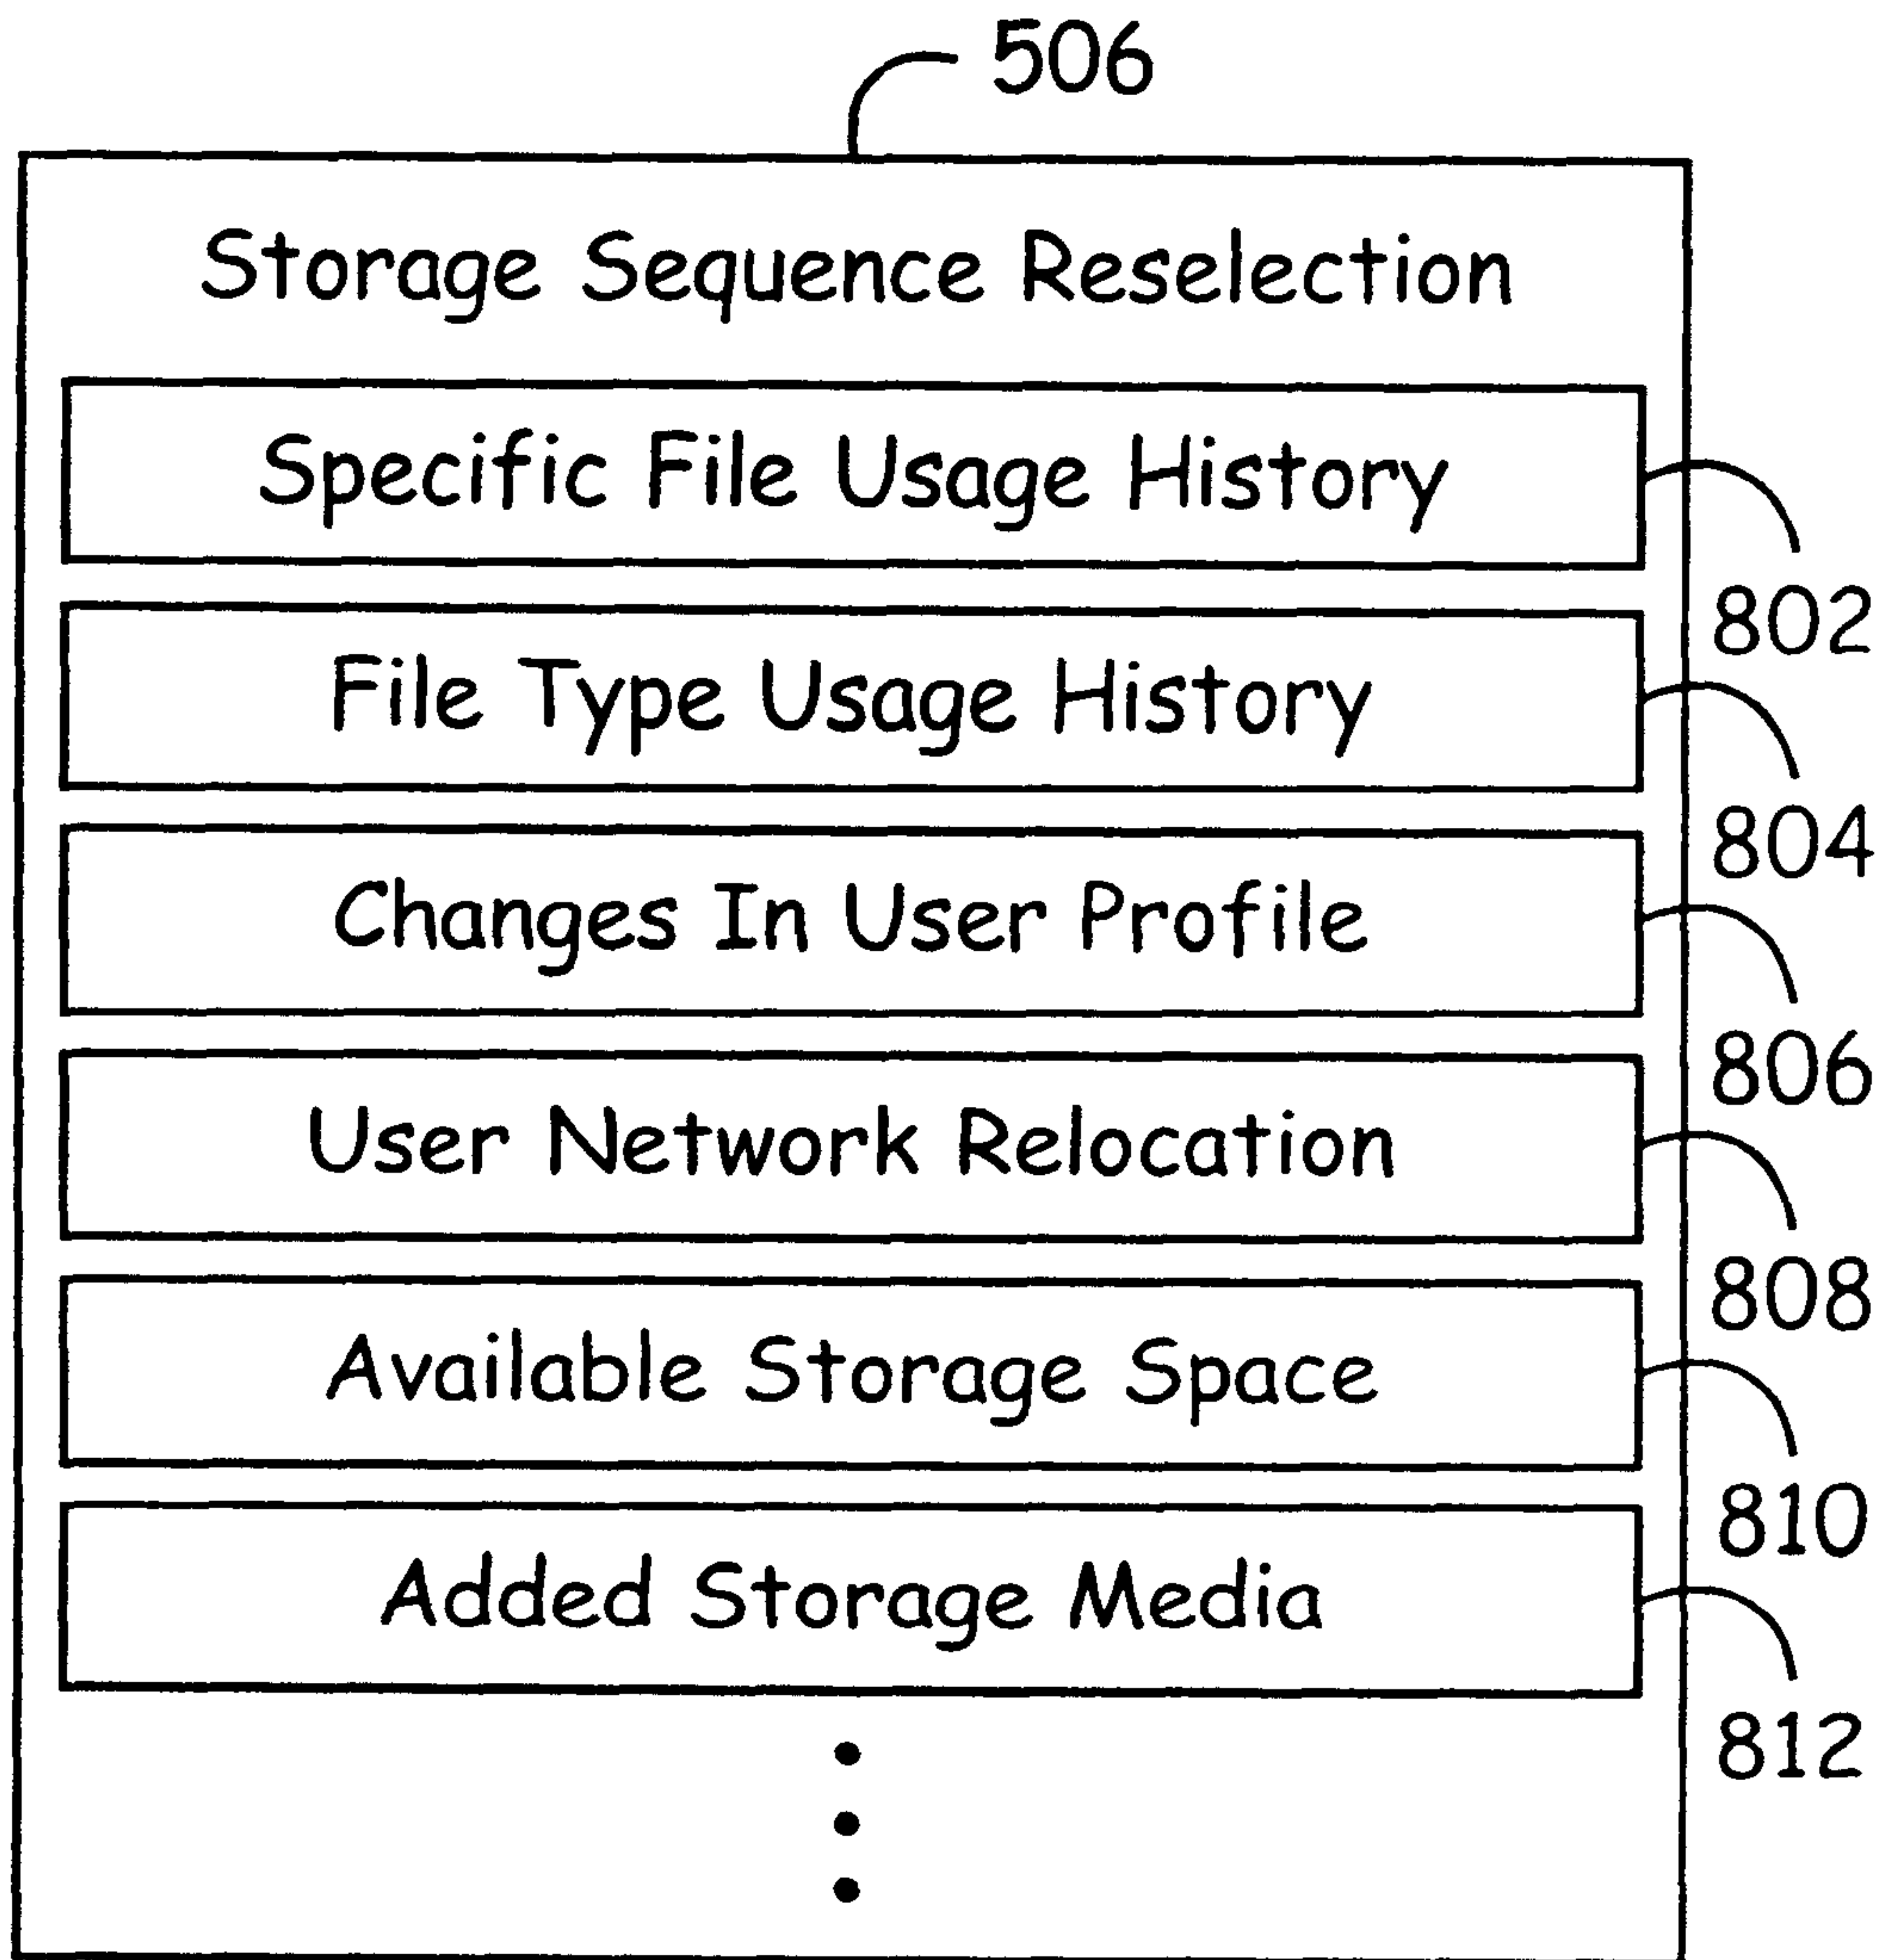 506
Storage Sequence Reselection
Specific File Usage History
802
File Type Usage History
804
Changes In User Profile
806
User Network Relocation
808
Available Storage Space
810
Added Storage Media
812